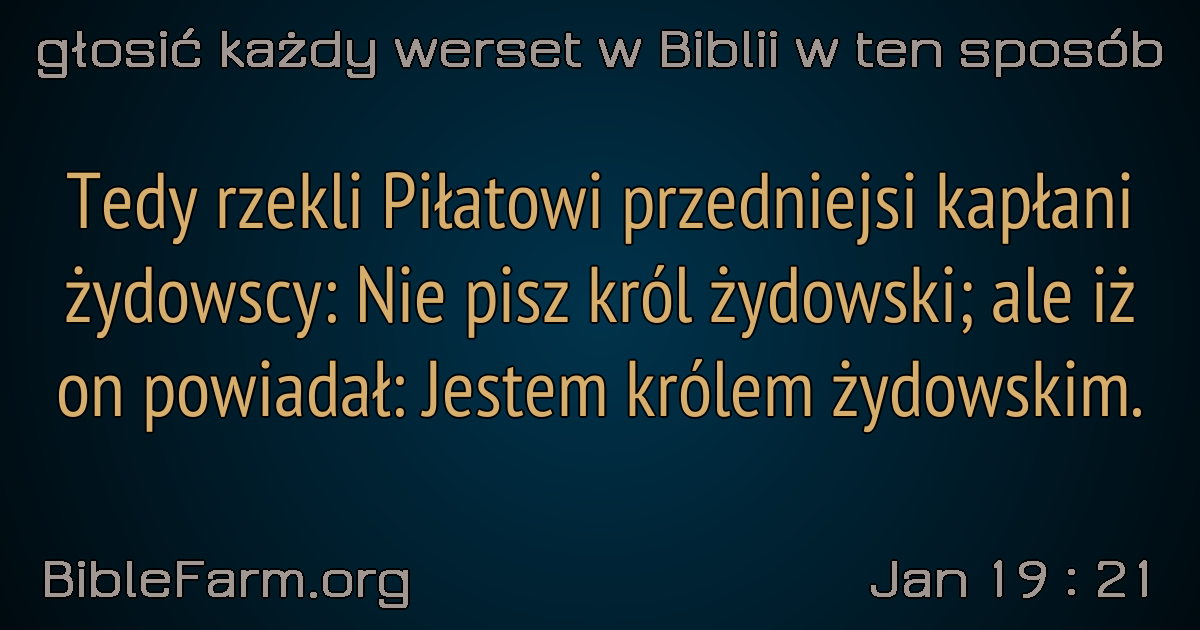 głosić każdy werset w Biblii w ten sposób
Tedy rzekli Piłatowi przedniejsi kapłani
żydowscy: Nie pisz król żydowski; ale iż
on powiadał: Jestem królem żydowskim.
BibleFarm.org
Jan 19 : 21